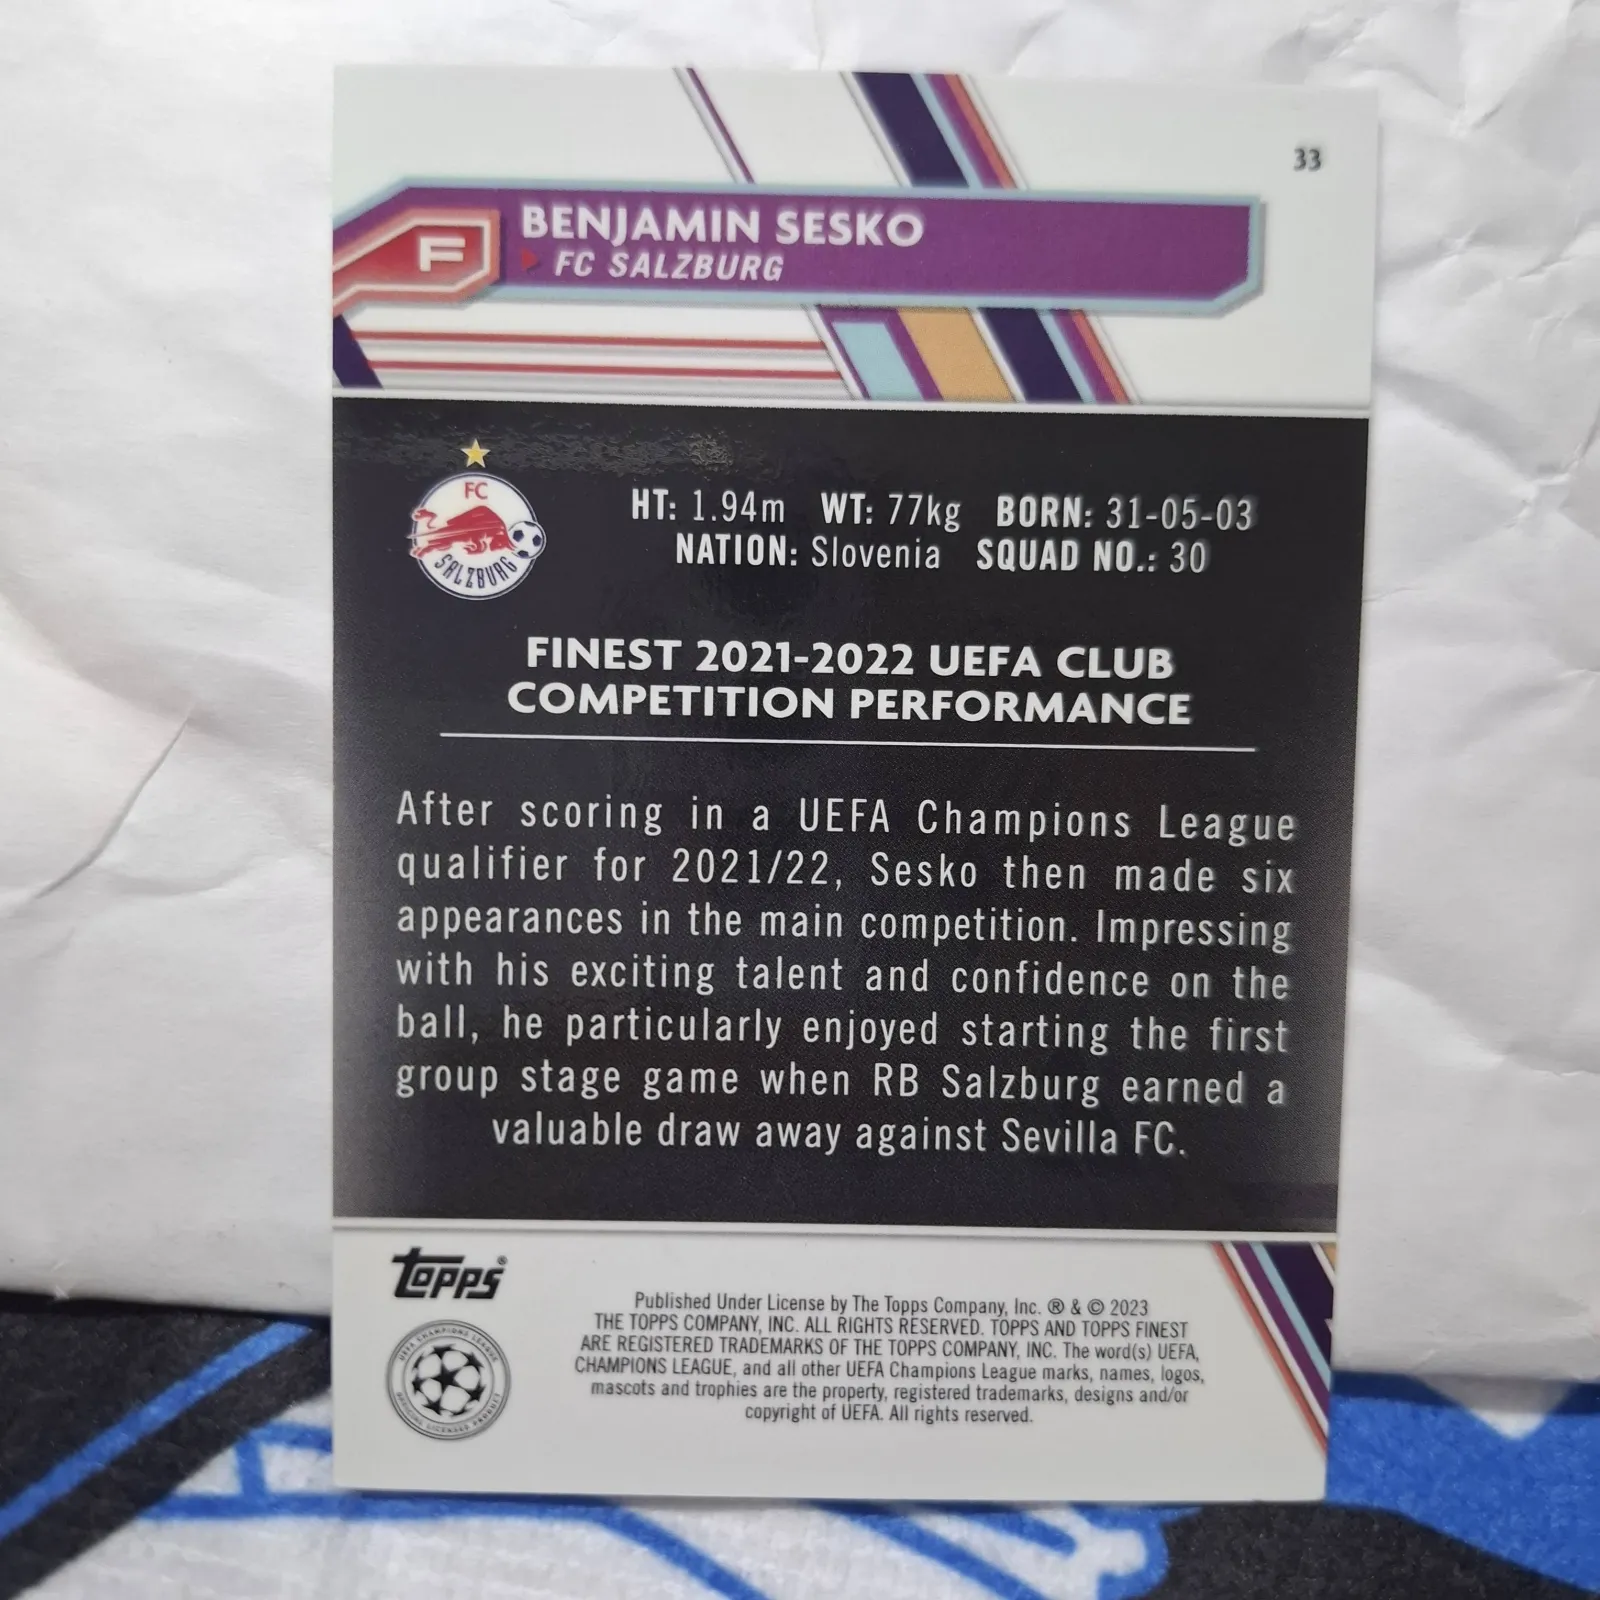 33
F
BENJAMIN SESKO
FC SALZBURG
FC
SALZBURG
HT: 1.94m WT: 77kg BORN: 31-05-03
NATION: Slovenia SQUAD NO.: 30
FINEST 2021-2022 UEFA CLUB
COMPETITION PERFORMANCE
After scoring in a UEFA Champions League
qualifier for 2021/22, Sesko then made six
appearances in the main competition. Impressing
with his exciting talent and confidence on the
ball, he particularly enjoyed starting the first
group stage game when RB Salzburg earned a
valuable draw away against Sevilla FC.
topps®
UEFA CHAMPIONS LEAGUE
OFFICIAL LICENSED PRODUCT
Published Under License by The Topps Company, Inc. ® & © 2023
THE TOPPS COMPANY, INC. ALL RIGHTS RESERVED. TOPPS AND TOPPS FINEST
ARE REGISTERED TRADEMARKS OF THE TOPPS COMPANY, INC. The word(s) UEFA,
CHAMPIONS LEAGUE, and all other UEFA Champions League marks, names, logos,
mascots and trophies are the property, registered trademarks, designs and/or
copyright of UEFA. All rights reserved.